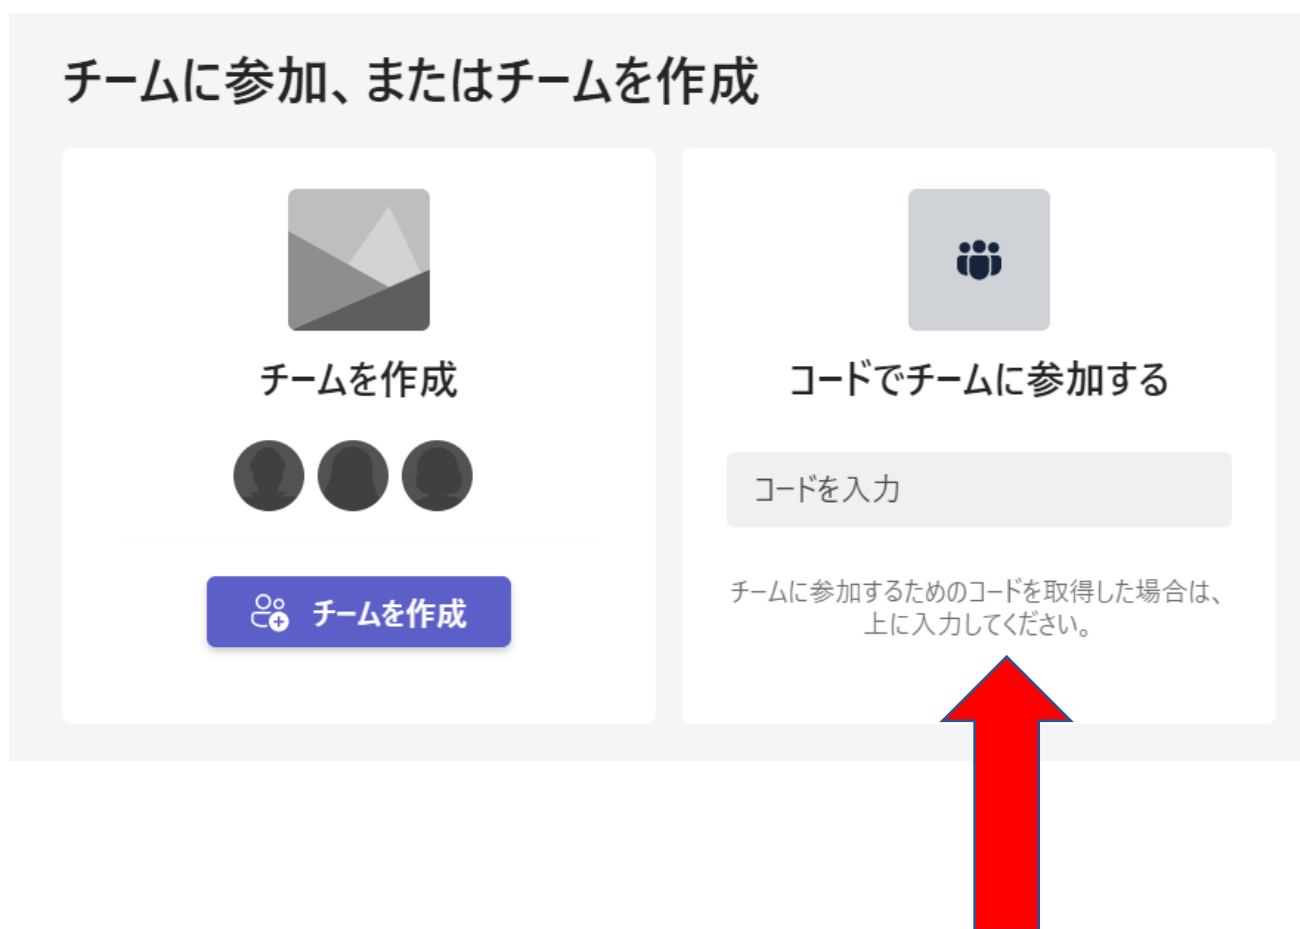 チームに参加、またはチームを作成
チームを作成
チームを作成
コードでチームに参加する
コードを入力
チームに参加するためのコードを取得した場合は、
上に入力してください。